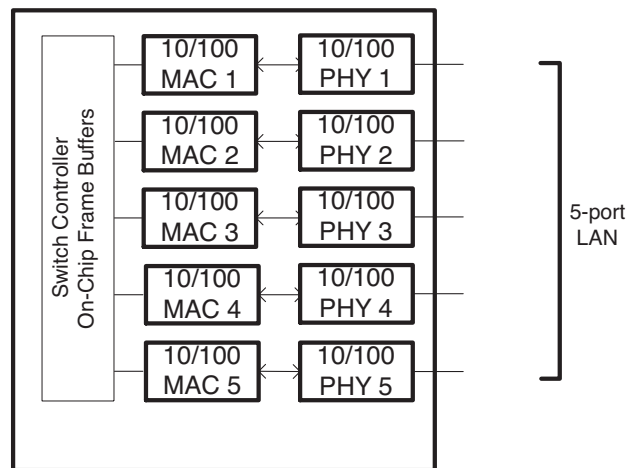 Switch Controller
On-Chip Frame Buffers
10/100
MAC 1
10/100
PHY 1
10/100
MAC 2
10/100
PHY 2
10/100
MAC 3
10/100
PHY 3
10/100
MAC 4
10/100
PHY 4
10/100
MAC 5
10/100
PHY 5
5-port
LAN